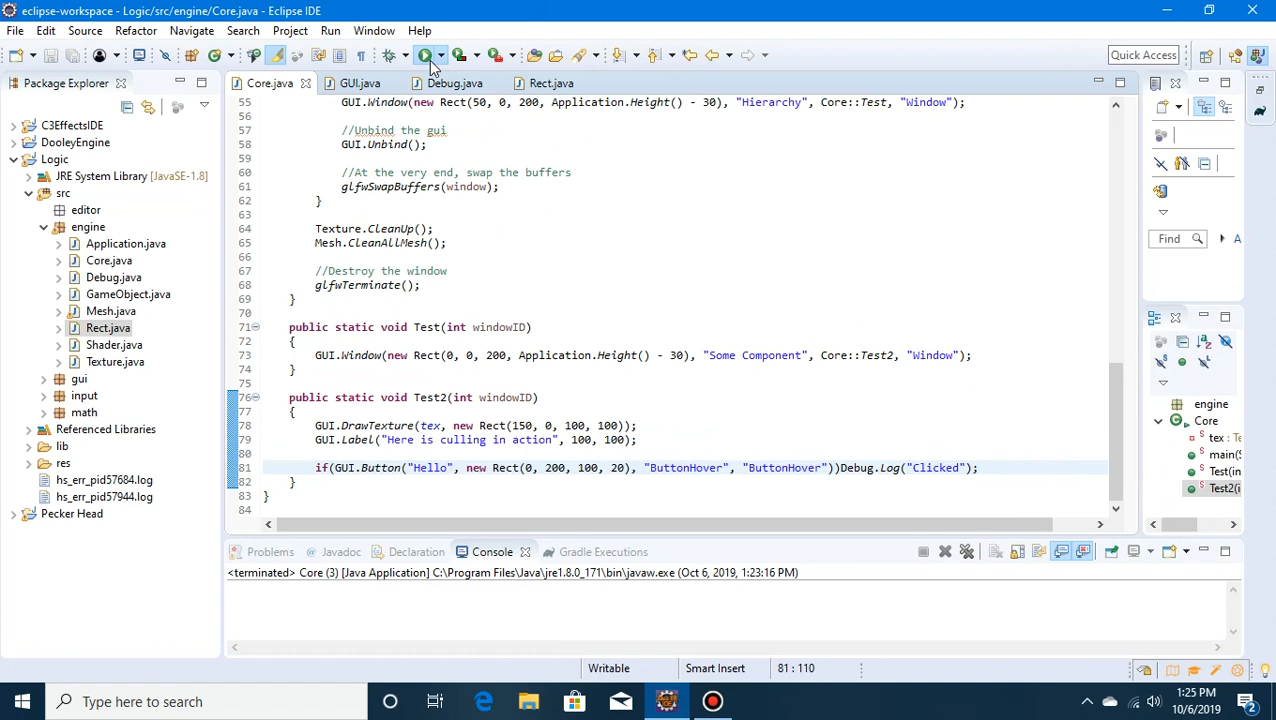 eclipse-workspace - Logic/src/engine/Core.java - Eclipse IDE
File Edit Source Refactor Navigate Search Project Run Window Help
Quick Access
Package Explorer
Core.java GUI.java Debug.java Rect.java
C3EffectsIDE
DooleyEngine
Logic
JRE System Library [JavaSE-1.8]
src
editor
engine
Application.java
Core.java
Debug.java
GameObject.java
Mesh.java
Rect.java
Shader.java
Texture.java
gui
input
math
Referenced Libraries
lib
res
hs_err_pid57684.log
hs_err_pid57944.log
Pecker Head
55 GUI.Window(new Rect(50, 0, 200, Application.Height() - 30), "Hierarchy", Core::Test, "Window");
56
57 //Unbind the gui
58 GUI.Unbind();
59
60 //At the very end, swap the buffers
61 glfwSwapBuffers(window);
62 }
63
64 Texture.CleanUp();
65 Mesh.CleanAllMesh();
66
67 //Destroy the window
68 glfwTerminate();
69 }
70
71 public static void Test(int windowID)
72 {
73 GUI.Window(new Rect(0, 0, 200, Application.Height() - 30), "Some Component", Core::Test2, "Window");
74 }
75
76 public static void Test2(int windowID)
77 {
78 GUI.DrawTexture(tex, new Rect(150, 0, 100, 100));
79 GUI.Label("Here is culling in action", 100, 100);
80
81 if(GUI.Button("Hello", new Rect(0, 200, 100, 20), "ButtonHover", "ButtonHover"))Debug.Log("Clicked");
82 }
83 }
84
Find
A
engine
Core
tex :
main(S
Test(in
Test2(i
Problems Javadoc Declaration Console Gradle Executions
<terminated> Core (3) [Java Application] C:\Program Files\Java\jre1.8.0_171\bin\javaw.exe (Oct 6, 2019, 1:23:16 PM)
Writable Smart Insert 81 : 110
Type here to search
1:25 PM
10/6/2019
2